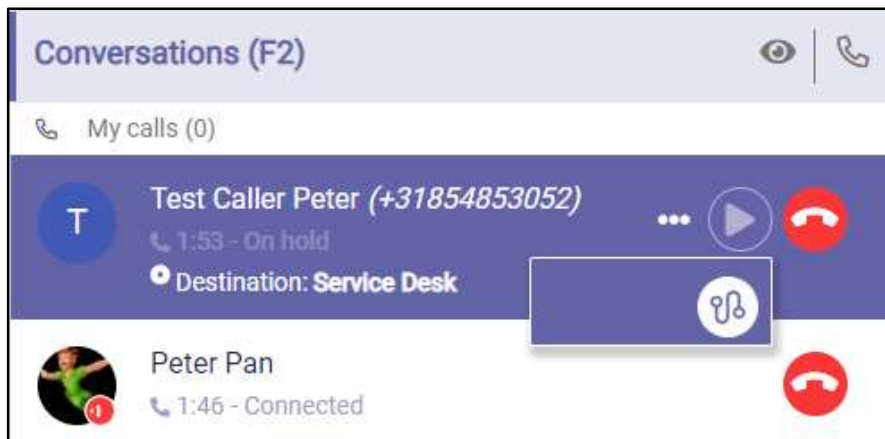 Conversations (F2)
My calls (0)
T
Test Caller Peter (+31854853052)
1:53 - On hold
Destination: Service Desk
Peter Pan
1:46 - Connected